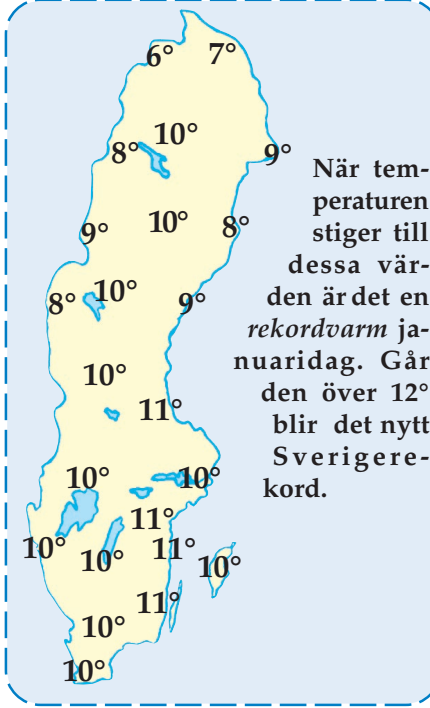 6° 7°
10°
8° 9°
10° 8°
9°
10°
8° 9°
10°
11°
10° 10°
11°
10° 11°
10° 10°
11°
10°
10°
När tem-
peraturen
stiger till
dessa vär-
den är det en
rekordvarm ja-
nuaridag. Går
den över 12°
blir det nytt
Sverigere-
kord.